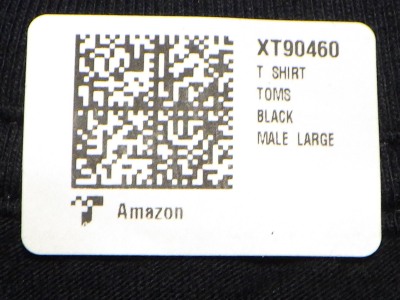 XT90460
T SHIRT
TOMS
BLACK
MALE LARGE
Amazon